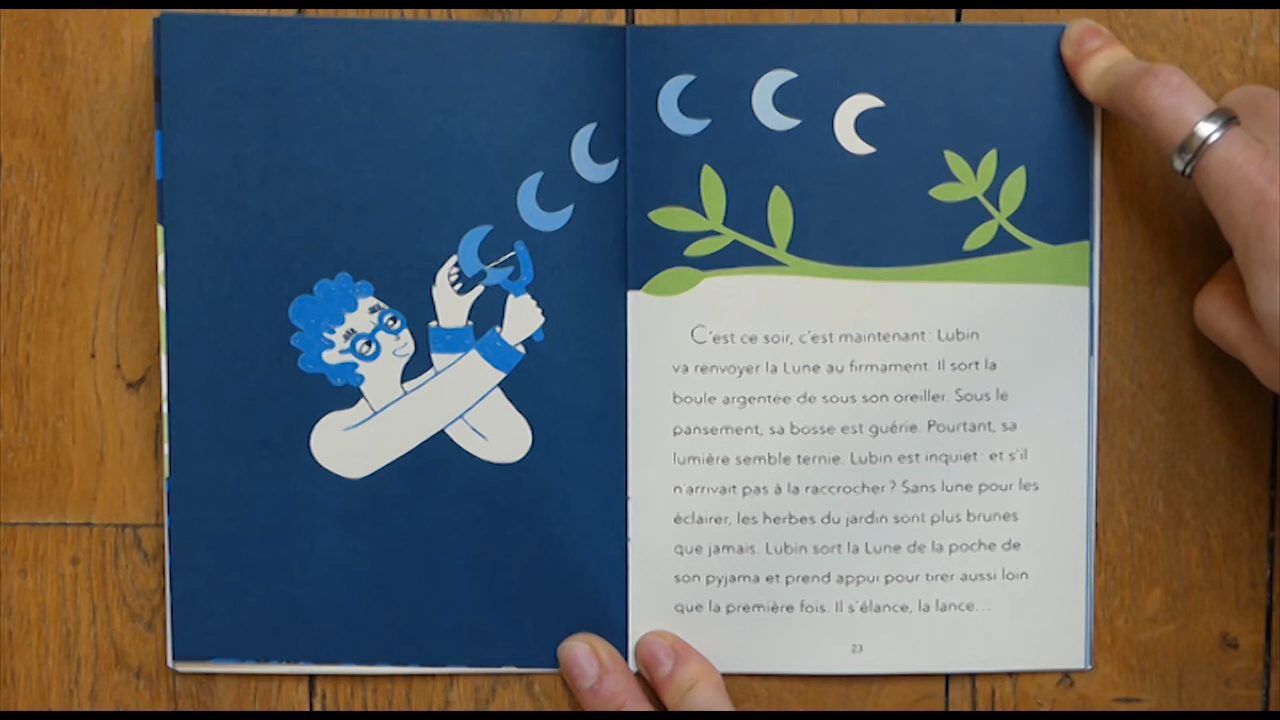 C'est ce soir, c'est maintenant : Lubin
va renvoyer la Lune au firmament. Il sort la
boule argentée de sous son oreiller. Sous le
pansement, sa bosse est guérie. Pourtant, sa
lumière semble ternie. Lubin est inquiet : et s'il
n'arrivait pas à la raccrocher ? Sans lune pour les
éclairer, les herbes du jardin sont plus brunes
que jamais. Lubin sort la Lune de la poche de
son pyjama et prend appui pour tirer aussi loin
que la première fois. Il s'élance, la lance...
23